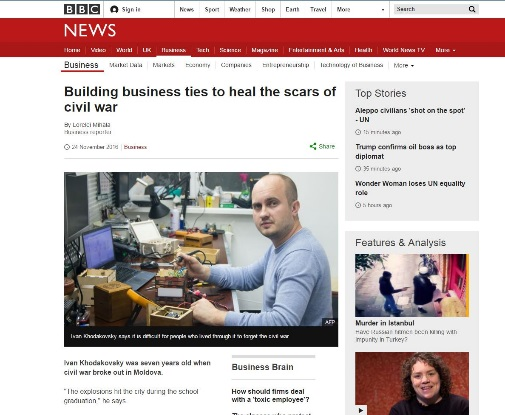 BBC
Sign in
News
Sport
Weather
Shop
Earth
Travel
More
Search
NEWS
Home
Video
World
UK
Business
Tech
Science
Magazine
Entertainment & Arts
Health
World News TV
More
Business
Market Data
Markets
Economy
Companies
Entrepreneurship
Technology of Business
More
Building business ties to heal the scars of
civil war
By Lorelei Mihala
Business reporter
24 November 2016
Business
Share
AFP
Ivan Khodakovsky says it is difficult for people who lived through it to forget the civil war
Ivan Khodakovsky was seven years old when
civil war broke out in Moldova.
"The explosions hit the city during the school
graduation," he says.
Business Brain
How should firms deal
with a 'toxic employee'?
Top Stories
Aleppo civilians 'shot on the spot'
- UN
15 minutes ago
Trump confirms oil boss as top
diplomat
35 minutes ago
Wonder Woman loses UN equality
role
5 hours ago
Features & Analysis
Murder in Istanbul
Have Russian hitmen been killing with
impunity in Turkey?